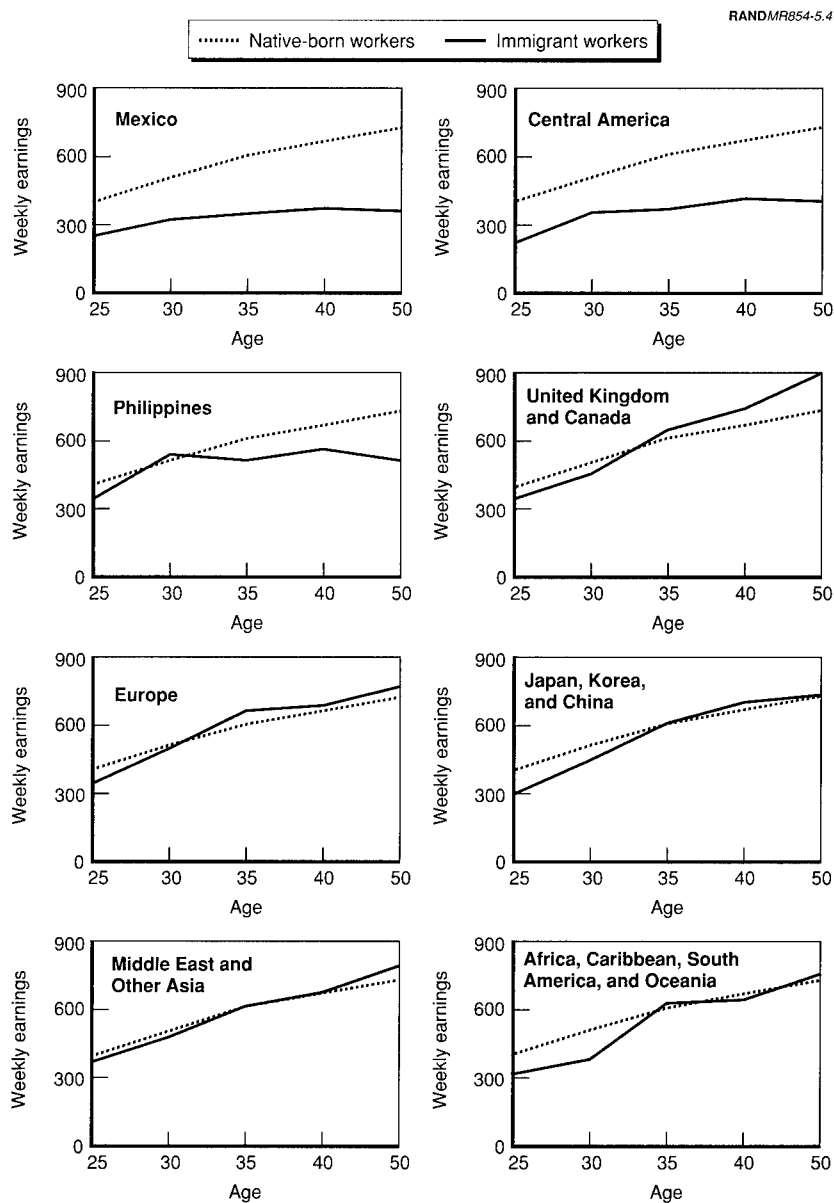 RANDMR854-5.4
Native-born workers Immigrant workers
Weekly earnings
900
600
300
0
Mexico
25 30 35 40 50
Age
Weekly earnings
900
600
300
0
Central America
25 30 35 40 50
Age
Weekly earnings
900
600
300
0
Philippines
25 30 35 40 50
Age
Weekly earnings
900
600
300
0
United Kingdom
and Canada
25 30 35 40 50
Age
Weekly earnings
900
600
300
0
Europe
25 30 35 40 50
Age
Weekly earnings
900
600
300
0
Japan, Korea,
and China
25 30 35 40 50
Age
Weekly earnings
900
600
300
0
Middle East and
Other Asia
25 30 35 40 50
Age
Weekly earnings
900
600
300
0
Africa, Caribbean, South
America, and Oceania
25 30 35 40 50
Age